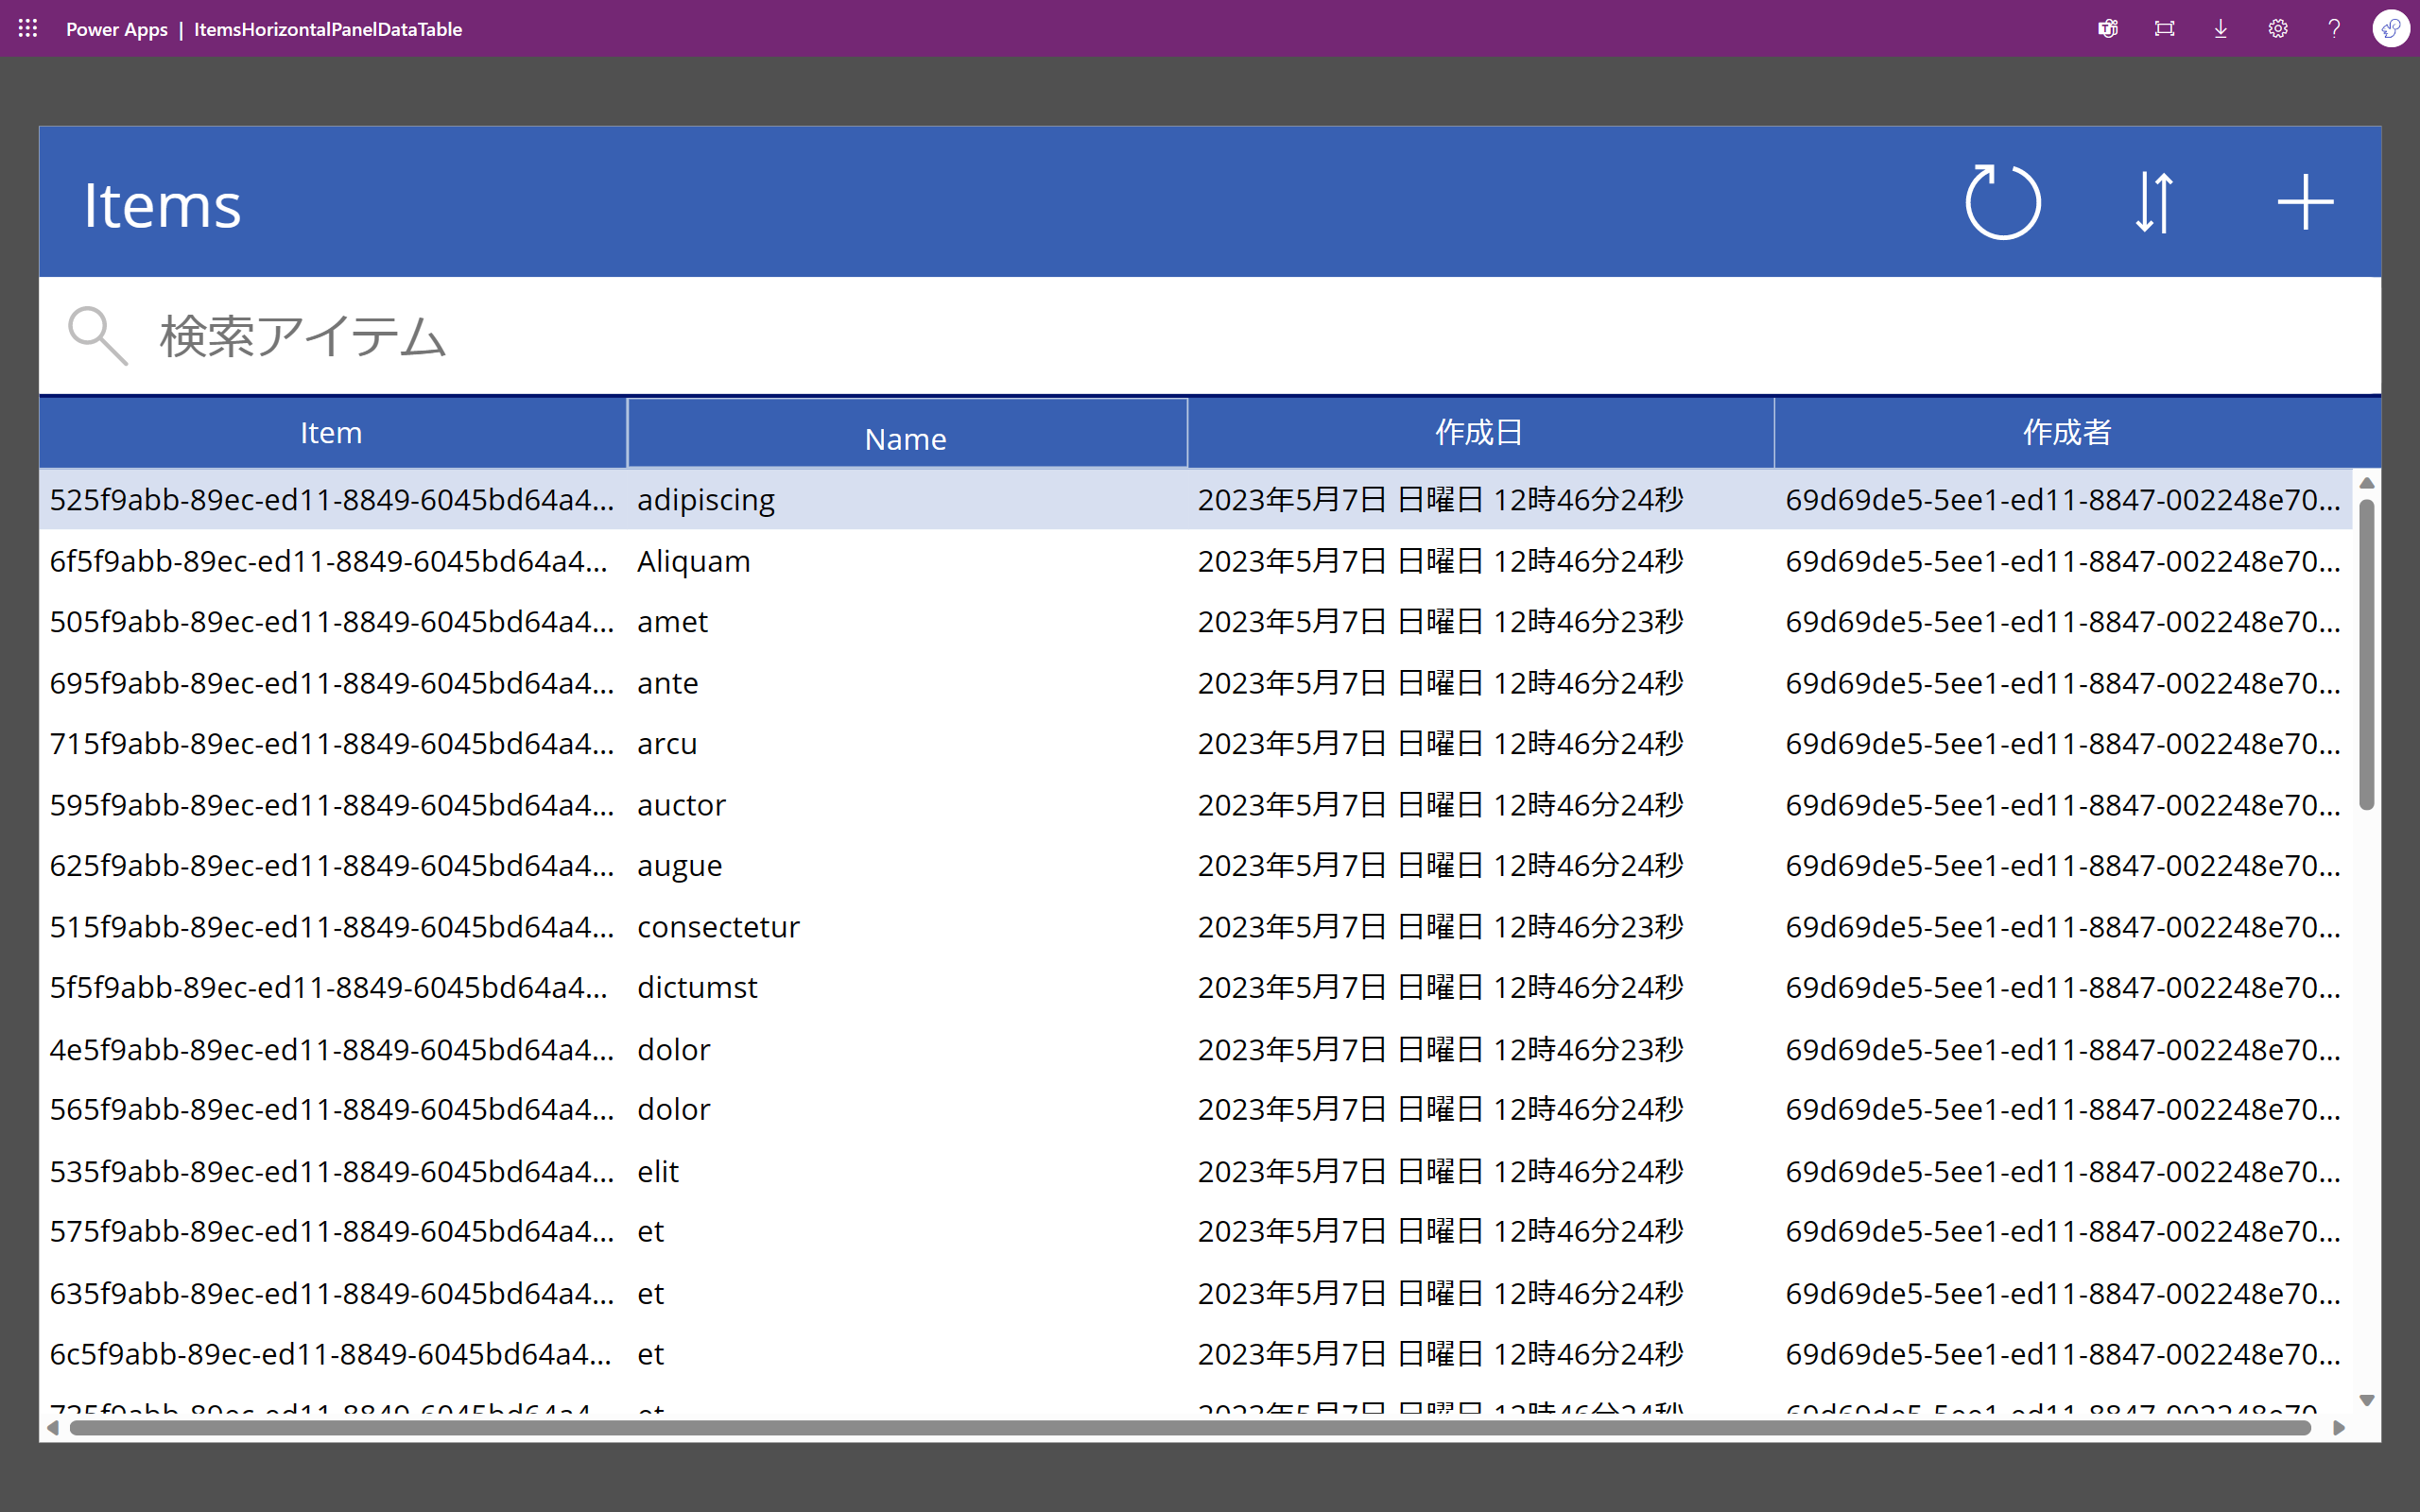 Power Apps | ItemsHorizontalPanelDataTable
Items
検索アイテム
Item Name 作成日 作成者
525f9abb-89ec-ed11-8849-6045bd64a4... adipiscing 2023年5月7日 日曜日 12時46分24秒 69d69de5-5ee1-ed11-8847-002248e70...
6f5f9abb-89ec-ed11-8849-6045bd64a4... Aliquam 2023年5月7日 日曜日 12時46分24秒 69d69de5-5ee1-ed11-8847-002248e70...
505f9abb-89ec-ed11-8849-6045bd64a4... amet 2023年5月7日 日曜日 12時46分23秒 69d69de5-5ee1-ed11-8847-002248e70...
695f9abb-89ec-ed11-8849-6045bd64a4... ante 2023年5月7日 日曜日 12時46分24秒 69d69de5-5ee1-ed11-8847-002248e70...
715f9abb-89ec-ed11-8849-6045bd64a4... arcu 2023年5月7日 日曜日 12時46分24秒 69d69de5-5ee1-ed11-8847-002248e70...
595f9abb-89ec-ed11-8849-6045bd64a4... auctor 2023年5月7日 日曜日 12時46分24秒 69d69de5-5ee1-ed11-8847-002248e70...
625f9abb-89ec-ed11-8849-6045bd64a4... augue 2023年5月7日 日曜日 12時46分24秒 69d69de5-5ee1-ed11-8847-002248e70...
515f9abb-89ec-ed11-8849-6045bd64a4... consectetur 2023年5月7日 日曜日 12時46分23秒 69d69de5-5ee1-ed11-8847-002248e70...
5f5f9abb-89ec-ed11-8849-6045bd64a4... dictumst 2023年5月7日 日曜日 12時46分24秒 69d69de5-5ee1-ed11-8847-002248e70...
4e5f9abb-89ec-ed11-8849-6045bd64a4... dolor 2023年5月7日 日曜日 12時46分23秒 69d69de5-5ee1-ed11-8847-002248e70...
565f9abb-89ec-ed11-8849-6045bd64a4... dolor 2023年5月7日 日曜日 12時46分24秒 69d69de5-5ee1-ed11-8847-002248e70...
535f9abb-89ec-ed11-8849-6045bd64a4... elit 2023年5月7日 日曜日 12時46分24秒 69d69de5-5ee1-ed11-8847-002248e70...
575f9abb-89ec-ed11-8849-6045bd64a4... et 2023年5月7日 日曜日 12時46分24秒 69d69de5-5ee1-ed11-8847-002248e70...
635f9abb-89ec-ed11-8849-6045bd64a4... et 2023年5月7日 日曜日 12時46分24秒 69d69de5-5ee1-ed11-8847-002248e70...
6c5f9abb-89ec-ed11-8849-6045bd64a4... et 2023年5月7日 日曜日 12時46分24秒 69d69de5-5ee1-ed11-8847-002248e70...